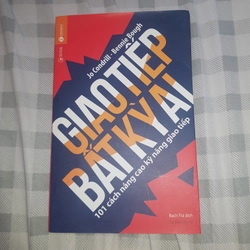 Jo Condrill - Bennie Bough
GIAO TIẾP
BẤT KỲ AI
101 cách nâng cao kỹ năng giao tiếp